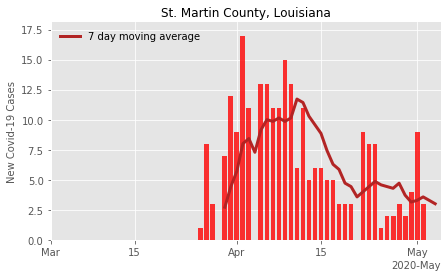 St. Martin County, Louisiana
7 day moving average
New Covid-19 Cases
17.5
15.0
12.5
10.0
7.5
5.0
2.5
0.0
Mar
15
Apr
15
May
2020-May